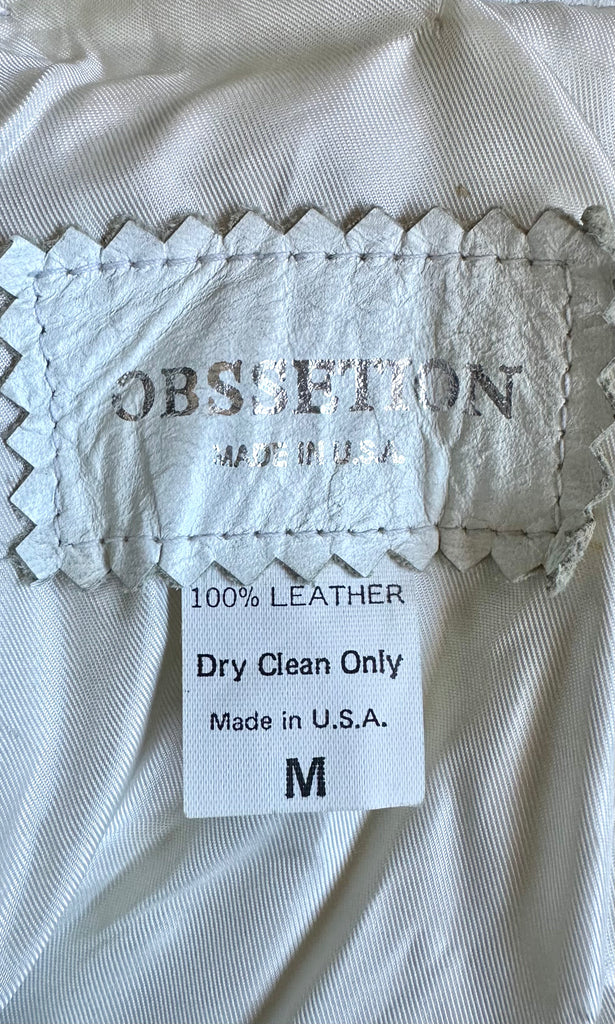 OBSSETION
MADE IN U.S.A.
100% LEATHER
Dry Clean Only
Made in U.S.A.
M